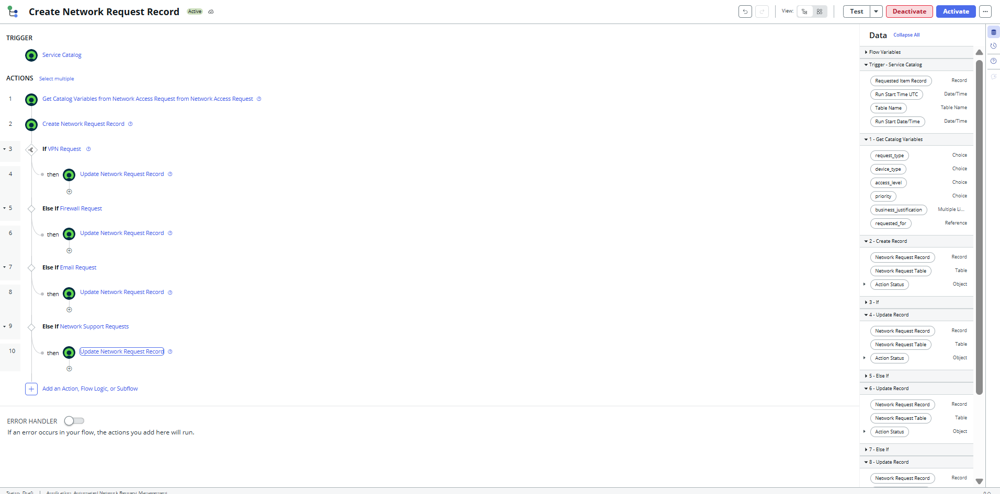 Create Network Request Record Active View: Test Deactivate Activate ...
TRIGGER
Service Catalog
ACTIONS Select multiple
1 Get Catalog Variables from Network Access Request from Network Access Request
2 Create Network Request Record
3 If VPN Request
4 then Update Network Request Record
5 Else If Firewall Request
6 then Update Network Request Record
7 Else If Email Request
8 then Update Network Request Record
9 Else If Network Support Requests
10 then Update Network Request Record
Add an Action, Flow Logic, or Subflow
ERROR HANDLER
If an error occurs in your flow, the actions you add here will run.
Data Collapse All
Flow Variables
Trigger - Service Catalog
Requested Item Record Record
Run Start Time UTC Date/Time
Table Name Table Name
Run Start Date/Time Date/Time
1 - Get Catalog Variables
request_type Choice
device_type Choice
access_level Choice
priority Choice
business_justification Multiple Li...
requested_for Reference
2 - Create Record
Network Request Record Record
Network Request Table Table
Action Status Object
3 - If
4 - Update Record
Network Request Record Record
Network Request Table Table
Action Status Object
5 - Else If
6 - Update Record
Network Request Record Record
Network Request Table Table
Action Status Object
7 - Else If
8 - Update Record
Network Request Record Record
Status: Draft | Application: Automated Network Request Management